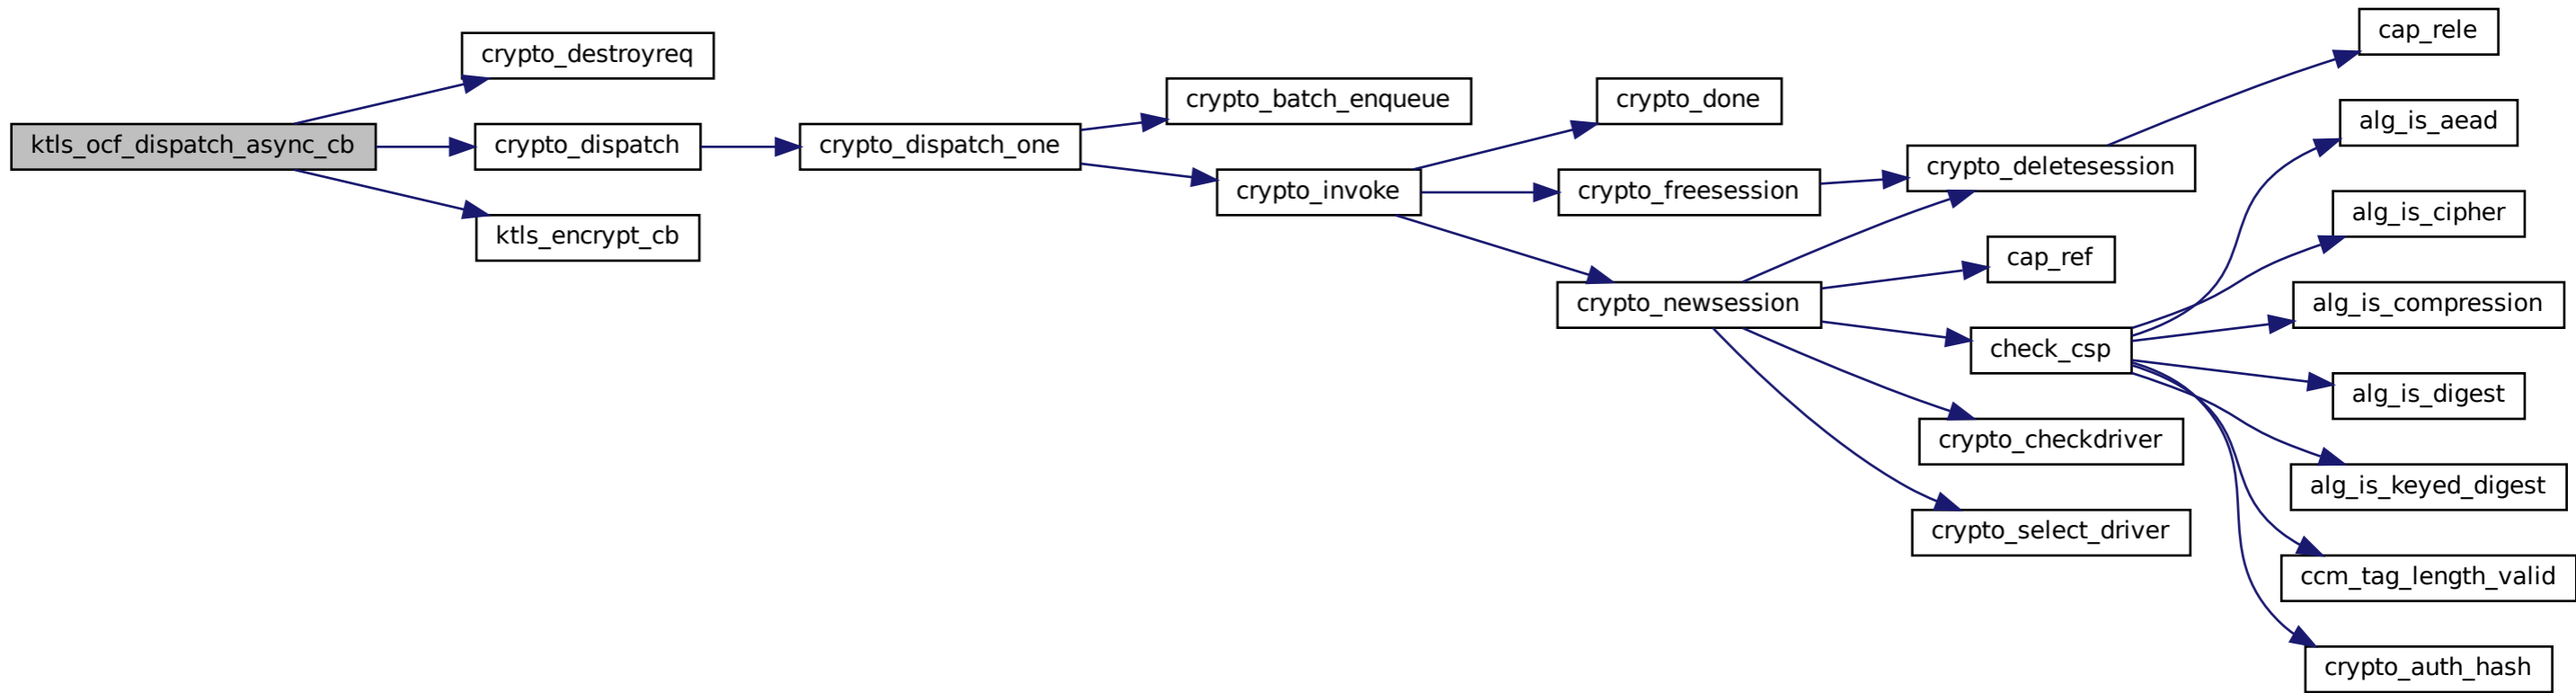 ktls_ocf_dispatch_async_cb
crypto_destroyreq
crypto_dispatch
ktls_encrypt_cb
crypto_dispatch_one
crypto_batch_enqueue
crypto_invoke
crypto_done
crypto_freesession
crypto_newsession
crypto_deletesession
cap_ref
check_csp
crypto_checkdriver
crypto_select_driver
cap_rele
alg_is_aead
alg_is_cipher
alg_is_compression
alg_is_digest
alg_is_keyed_digest
ccm_tag_length_valid
crypto_auth_hash